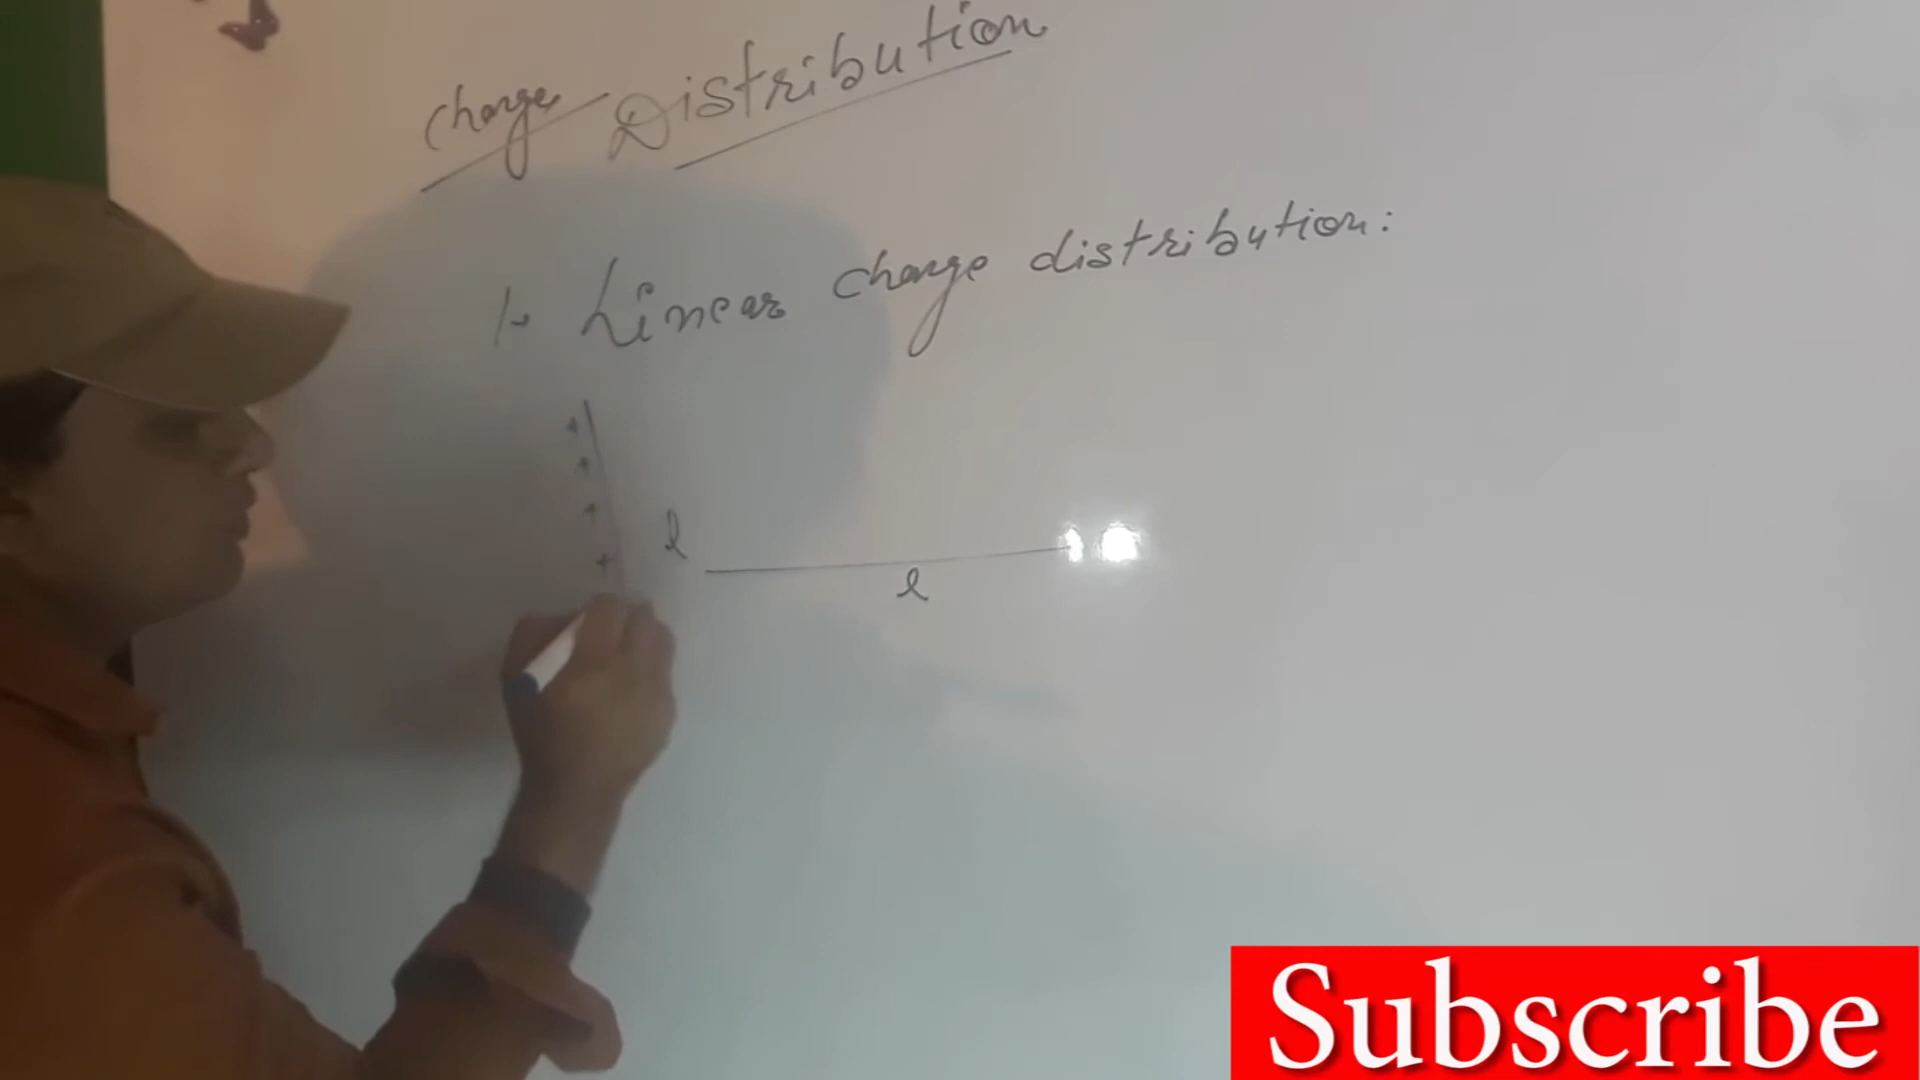 Charge Distribution
1. Linear charge distribution:
+
+
+
+
l
l
Subscribe